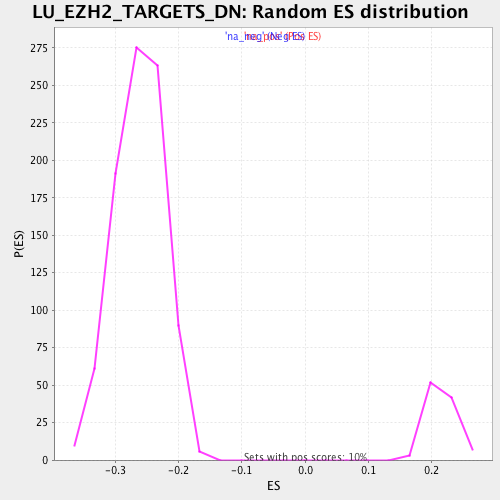 LU_EZH2_TARGETS_DN: Random ES distribution
275
250
225
200
175
150
125
100
75
50
25
0
P(ES)
Sets with pos scores: 10%
-0.3 -0.2 -0.1 0.0 0.1 0.2
ES